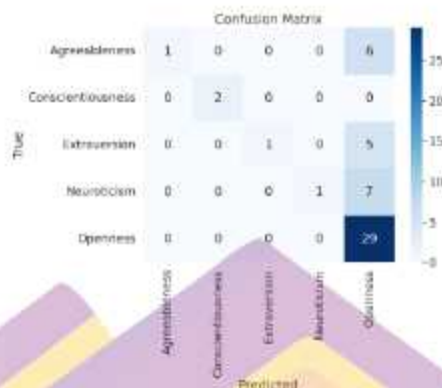 Confusion Matrix
Agreeableness 1 0 0 0 6
Conscientiousness 0 2 0 0 0
Extraversion 0 0 1 0 5
Neuroticism 0 0 0 1 7
Openness 0 0 0 0 29
True
25
20
15
10
5
0
Agreeableness
Conscientiousness
Extraversion
Neuroticism
Openness
Predicted